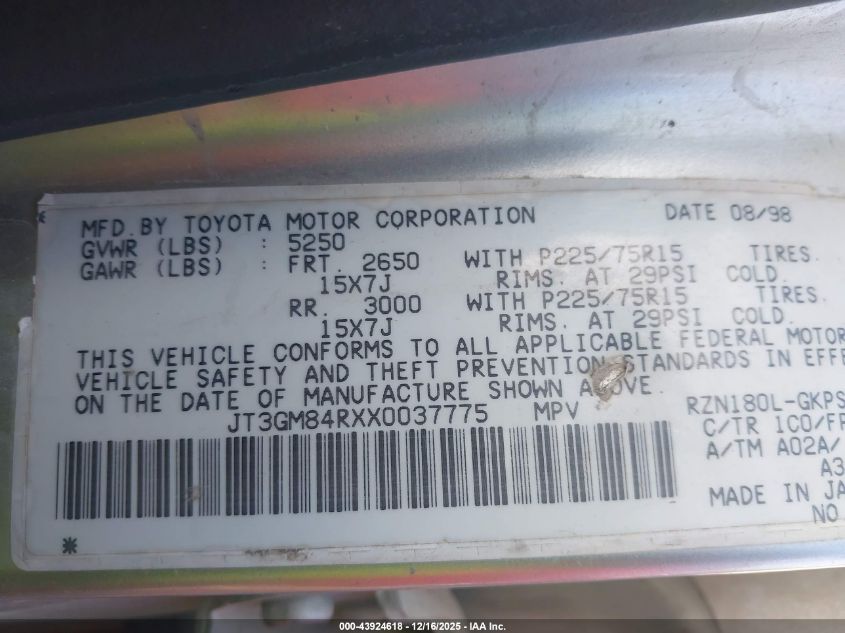 MFD.BY TOYOTA MOTOR CORPORATION DATE 08/98
GVWR (LBS) : 5250
GAWR (LBS) : FRT. 2650 WITH P225/75R15 TIRES.
15X7J RIMS. AT 29PSI COLD.
RR. 3000 WITH P225/75R15 TIRES.
15X7J RIMS. AT 29PSI COLD.
THIS VEHICLE CONFORMS TO ALL APPLICABLE FEDERAL MOTOR
VEHICLE SAFETY AND THEFT PREVENTION STANDARDS IN EFFE
ON THE DATE OF MANUFACTURE SHOWN ABOVE.
JT3GM84RXX0037775 MPV RZN180L-GKPS
C/TR 1C0/FP
A/TM A02A/
A3
MADE IN JA
NO
000-43924618 - 12/16/2025 - IAA Inc.